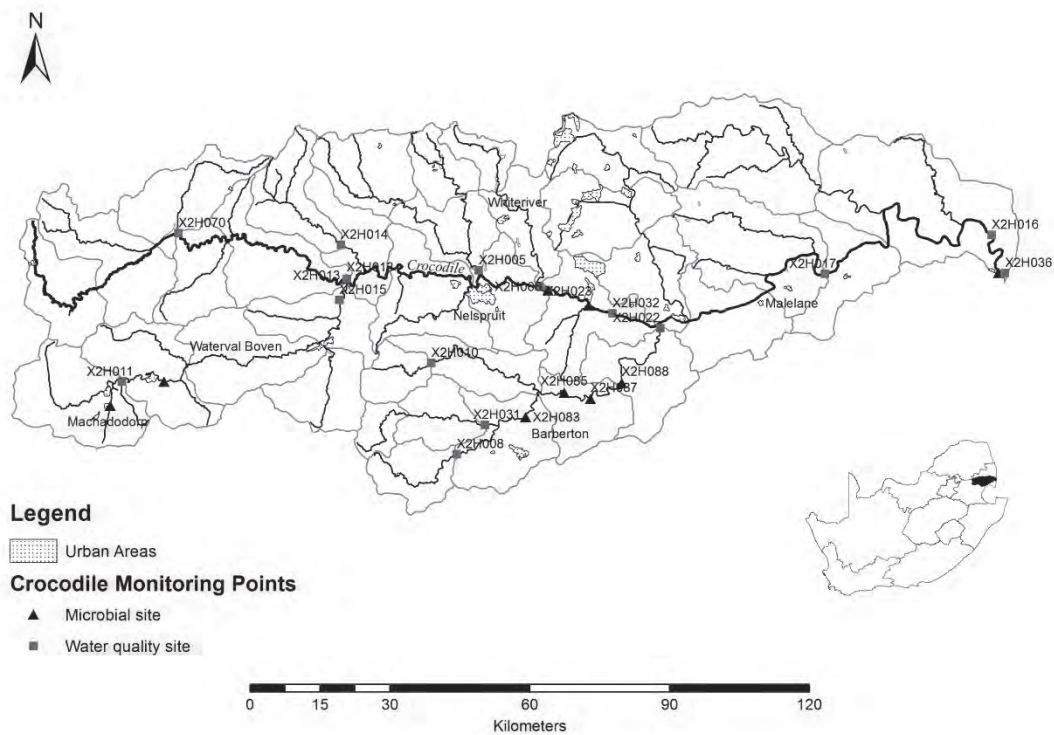 N
X2H070
X2H014
Whiteriver
X2H016
X2H013
X2H005
Crocodile
X2H017
X2H036
X2H015
X2H032
Malelane
Nelspruit
X2H022
Waterval Boven
X2H010
X2H011
X2H085
X2H087
X2H088
Machadodorp
X2H031
X2H083
Barberton
X2H008
Legend
Urban Areas
Crocodile Monitoring Points
Microbial site
Water quality site
0 15 30 60 90 120
Kilometers